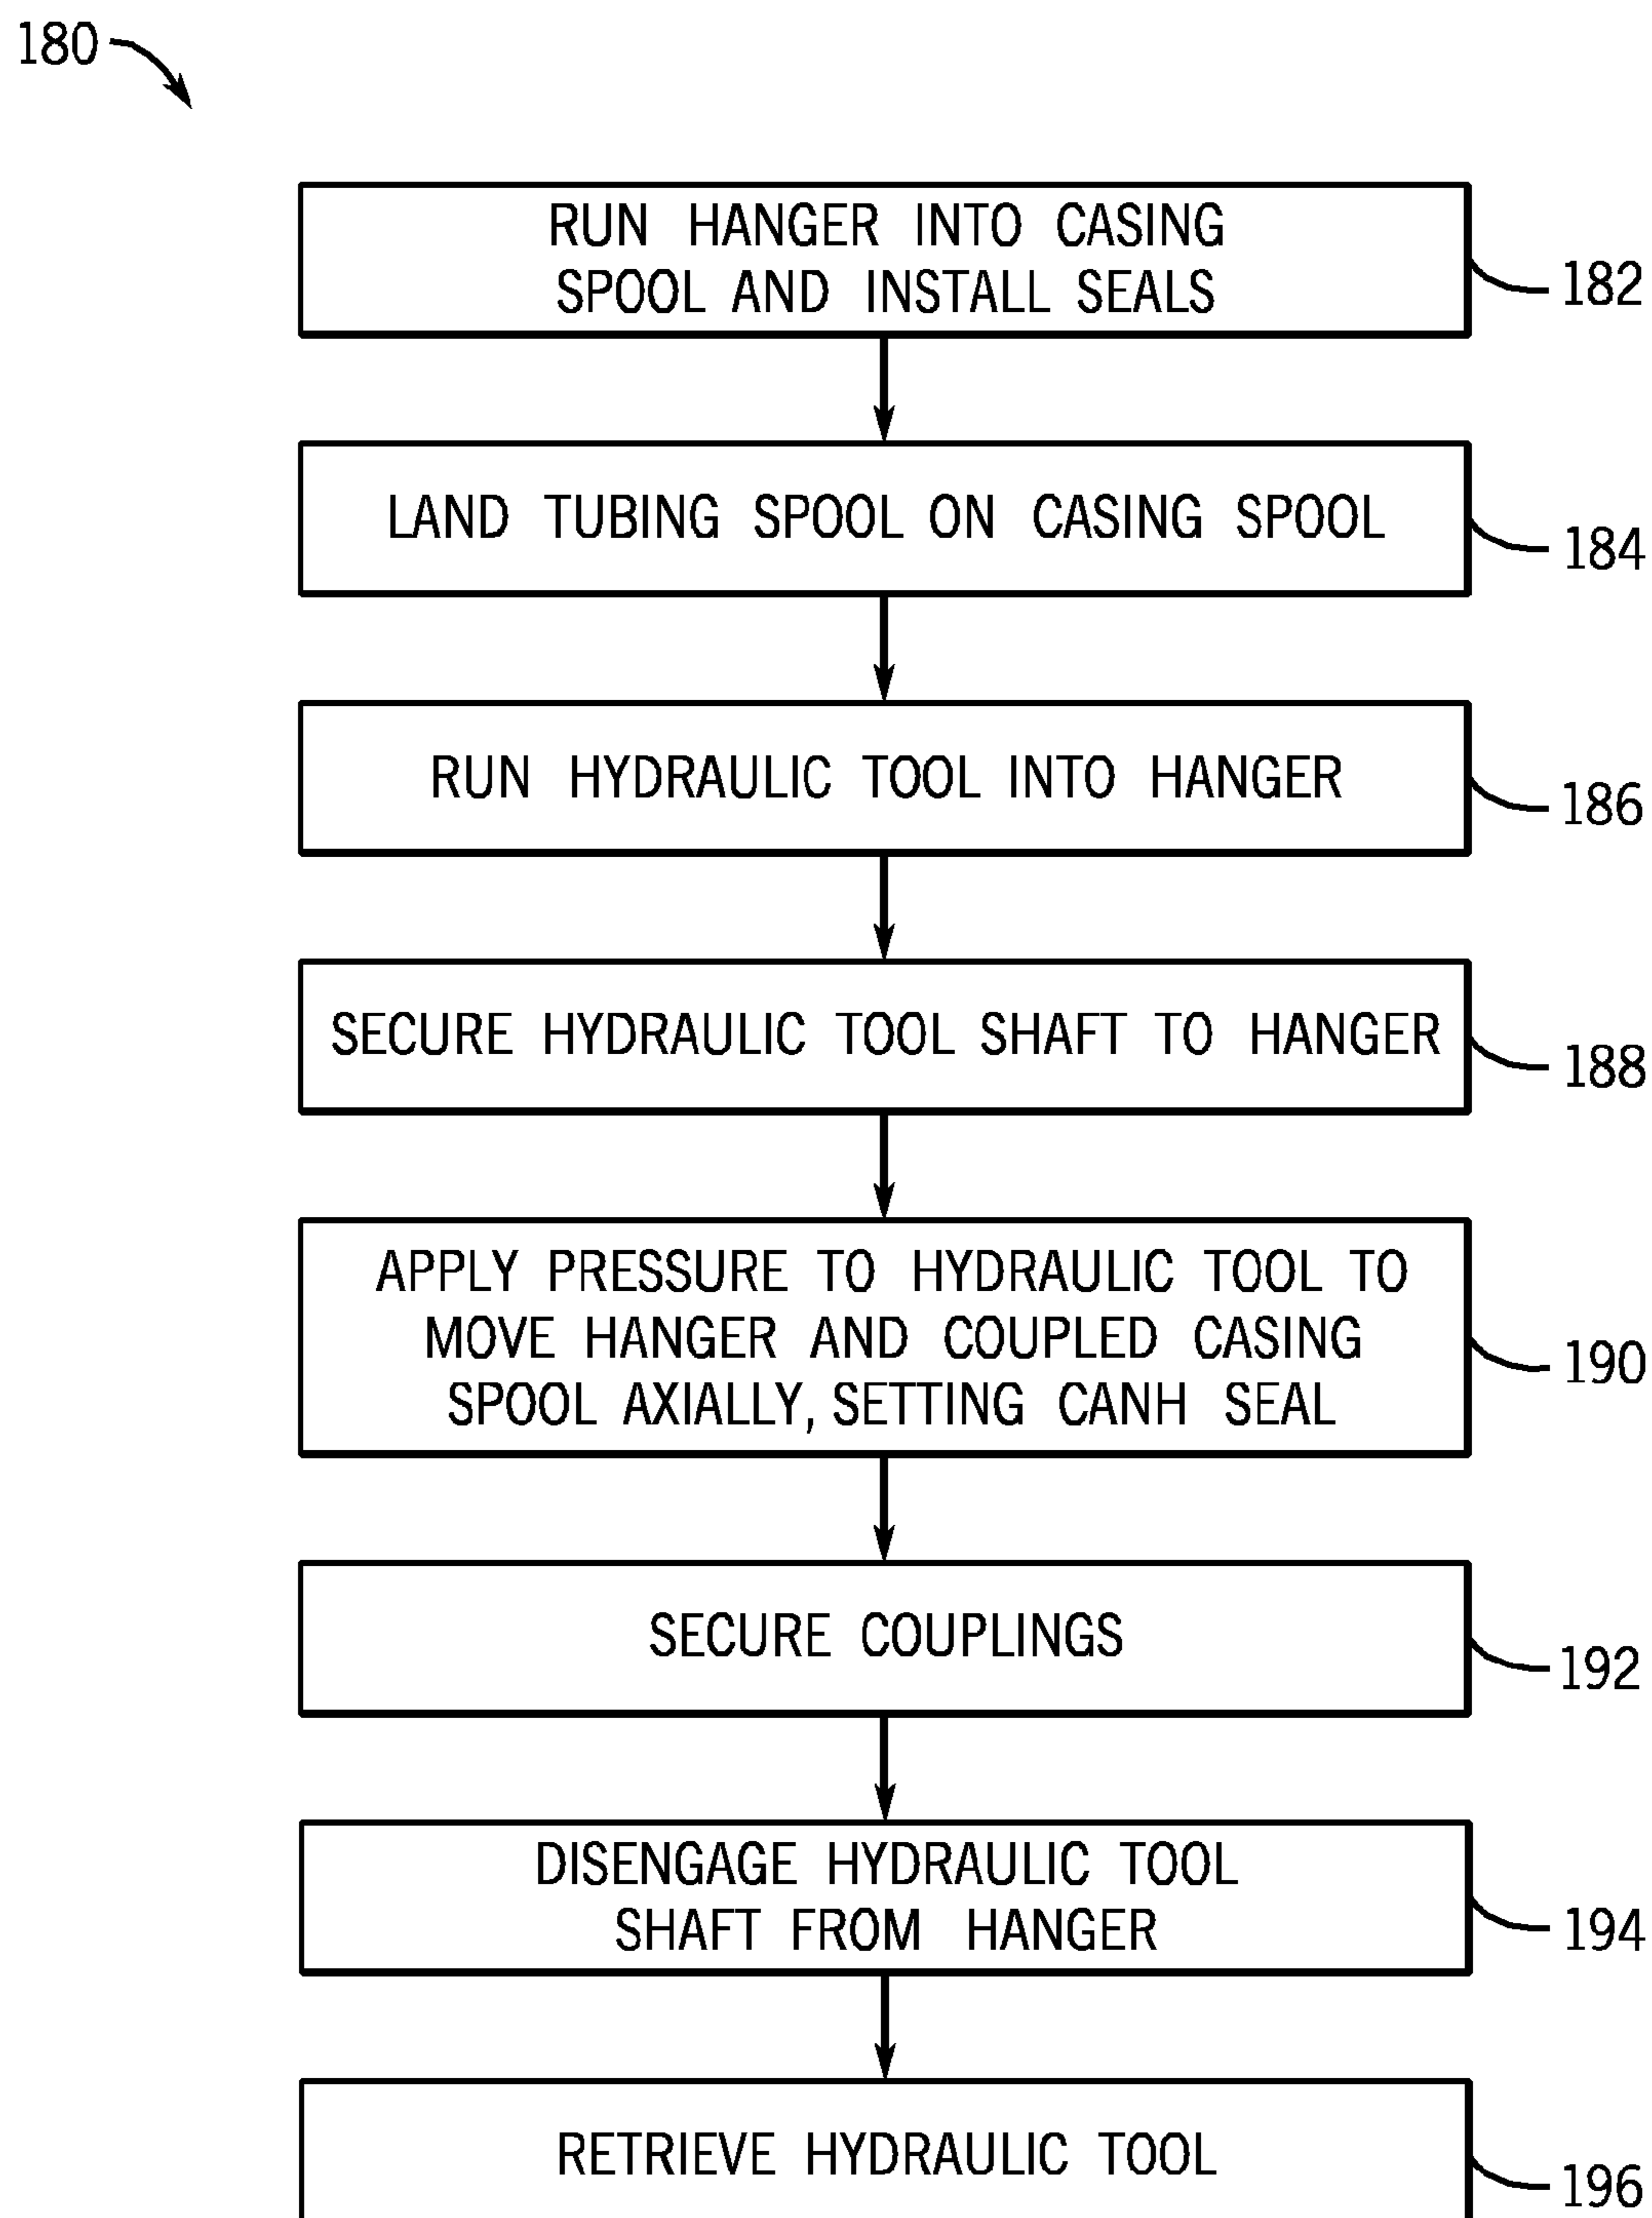 180
RUN HANGER INTO CASING
SPOOL AND INSTALL SEALS
182
LAND TUBING SPOOL ON CASING SPOOL
184
RUN HYDRAULIC TOOL INTO HANGER
186
SECURE HYDRAULIC TOOL SHAFT TO HANGER
188
APPLY PRESSURE TO HYDRAULIC TOOL TO
MOVE HANGER AND COUPLED CASING
SPOOL AXIALLY, SETTING CANH SEAL
190
SECURE COUPLINGS
192
DISENGAGE HYDRAULIC TOOL
SHAFT FROM HANGER
194
RETRIEVE HYDRAULIC TOOL
196